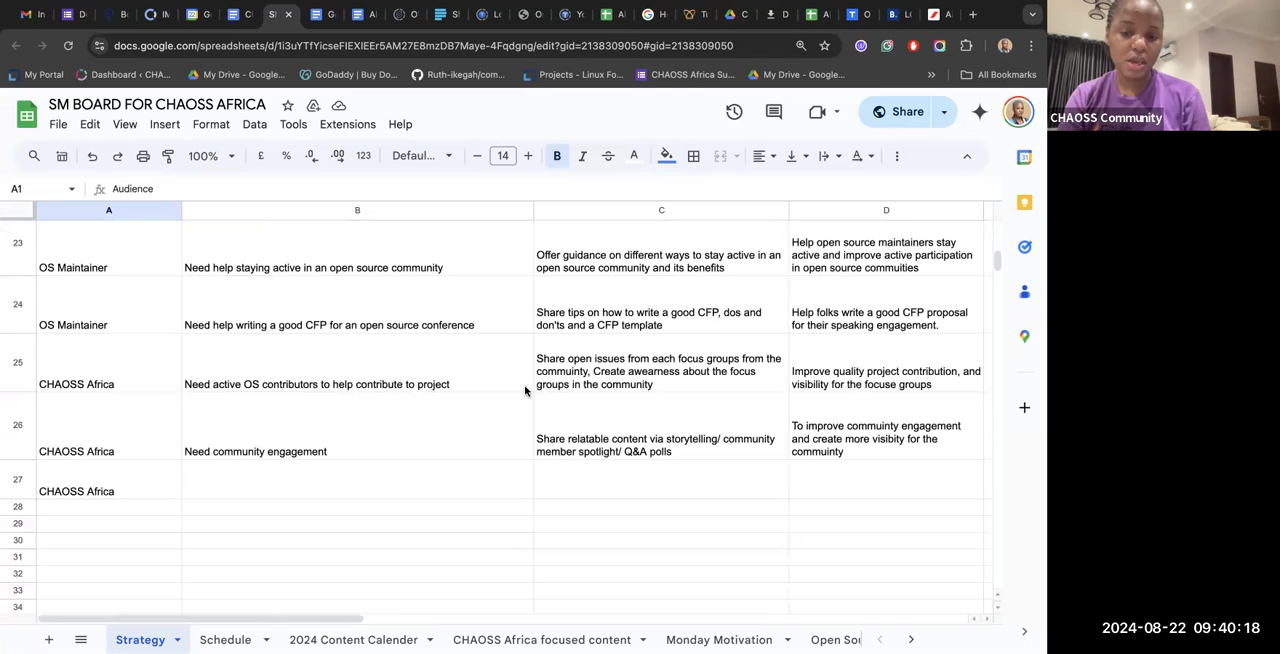 docs.google.com/spreadsheets/d/1i3uYTfYicseFIEXIEEr5AM27E8mzDB7Maye-4Fqdgng/edit?gid=2138309050#gid=2138309050
My Portal
Dashboard ‹ CHA...
My Drive - Google...
GoDaddy | Buy Do...
Ruth-ikegah/com...
Projects - Linux Fo...
CHAOSS Africa Su...
My Drive — Google...
»
All Bookmarks
SM BOARD FOR CHAOSS AFRICA
File Edit View Insert Format Data Tools Extensions Help
Share
100%
£
%
.0
.00
123
Defaul...
14
B
I
A
A1
fx
Audience
A B C D
23
OS Maintainer
Need help staying active in an open source community
Offer guidance on different ways to stay active in an
open source community and its benefits
Help open source maintainers stay
active and improve active participation
in open source commuities
24
OS Maintainer
Need help writing a good CFP for an open source conference
Share tips on how to write a good CFP, dos and
don'ts and a CFP template
Help folks write a good CFP proposal
for their speaking engagement.
25
CHAOSS Africa
Need active OS contributors to help contribute to project
Share open issues from each focus groups from the
community, Create awearness about the focus
groups in the community
Improve quality project contribution, and
visibility for the focuse groups
26
CHAOSS Africa
Need community engagement
Share relatable content via storytelling/ community
member spotlight/ Q&A polls
To improve commuinty engagement
and create more visibity for the
commuinty
27
CHAOSS Africa
28
29
30
31
32
33
34
Strategy
Schedule
2024 Content Calender
CHAOSS Africa focused content
Monday Motivation
Open Sou
CHAOSS Community
2024-08-22 09:40:18